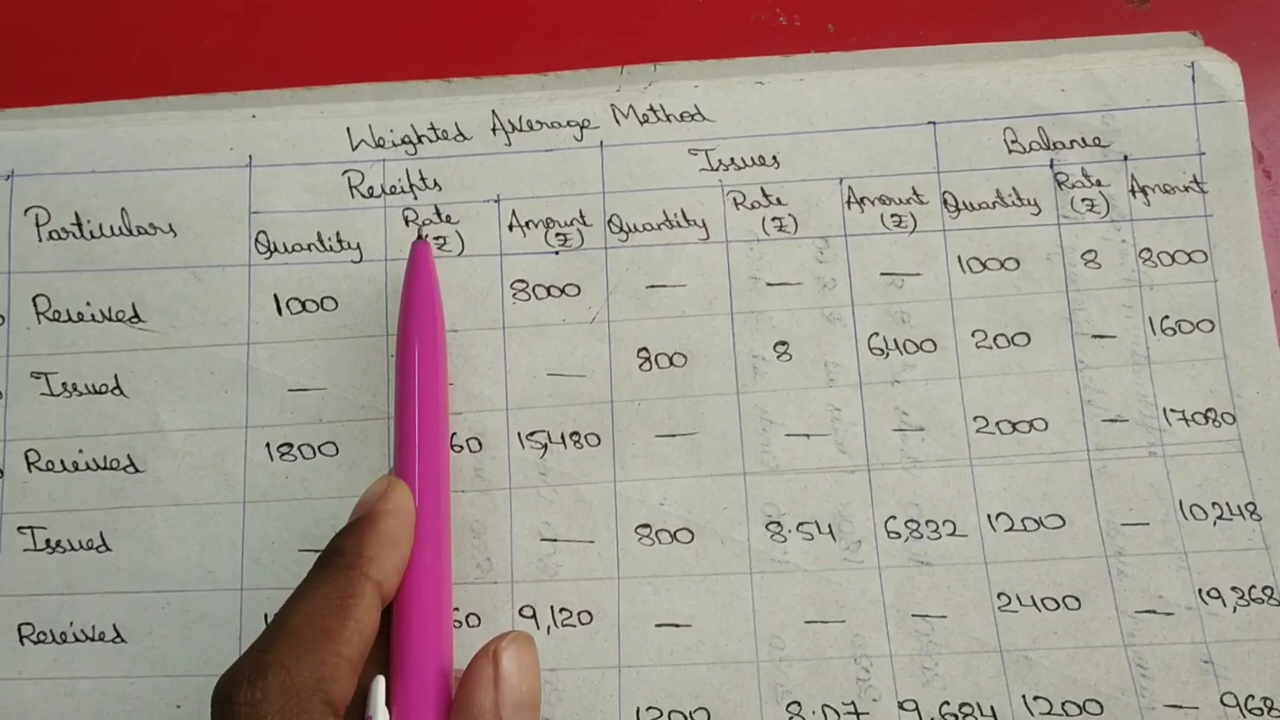 Weighted Average Method
Receipts Issues Balance
Particulars Quantity Rate (₹) Amount (₹) Quantity Rate (₹) Amount (₹) Quantity Rate (₹) Amount
Received 1000 8000 — — — 1000 8 8000
Issued — — 800 8 6,400 200 — 1600
Received 1800 60 15,480 — — — 2000 — 17080
Issued — — 800 8.54 6,832 1200 — 10,248
Received 60 9,120 — — — 2400 — 19,368
1200 8.07 9,684 1200 — 968